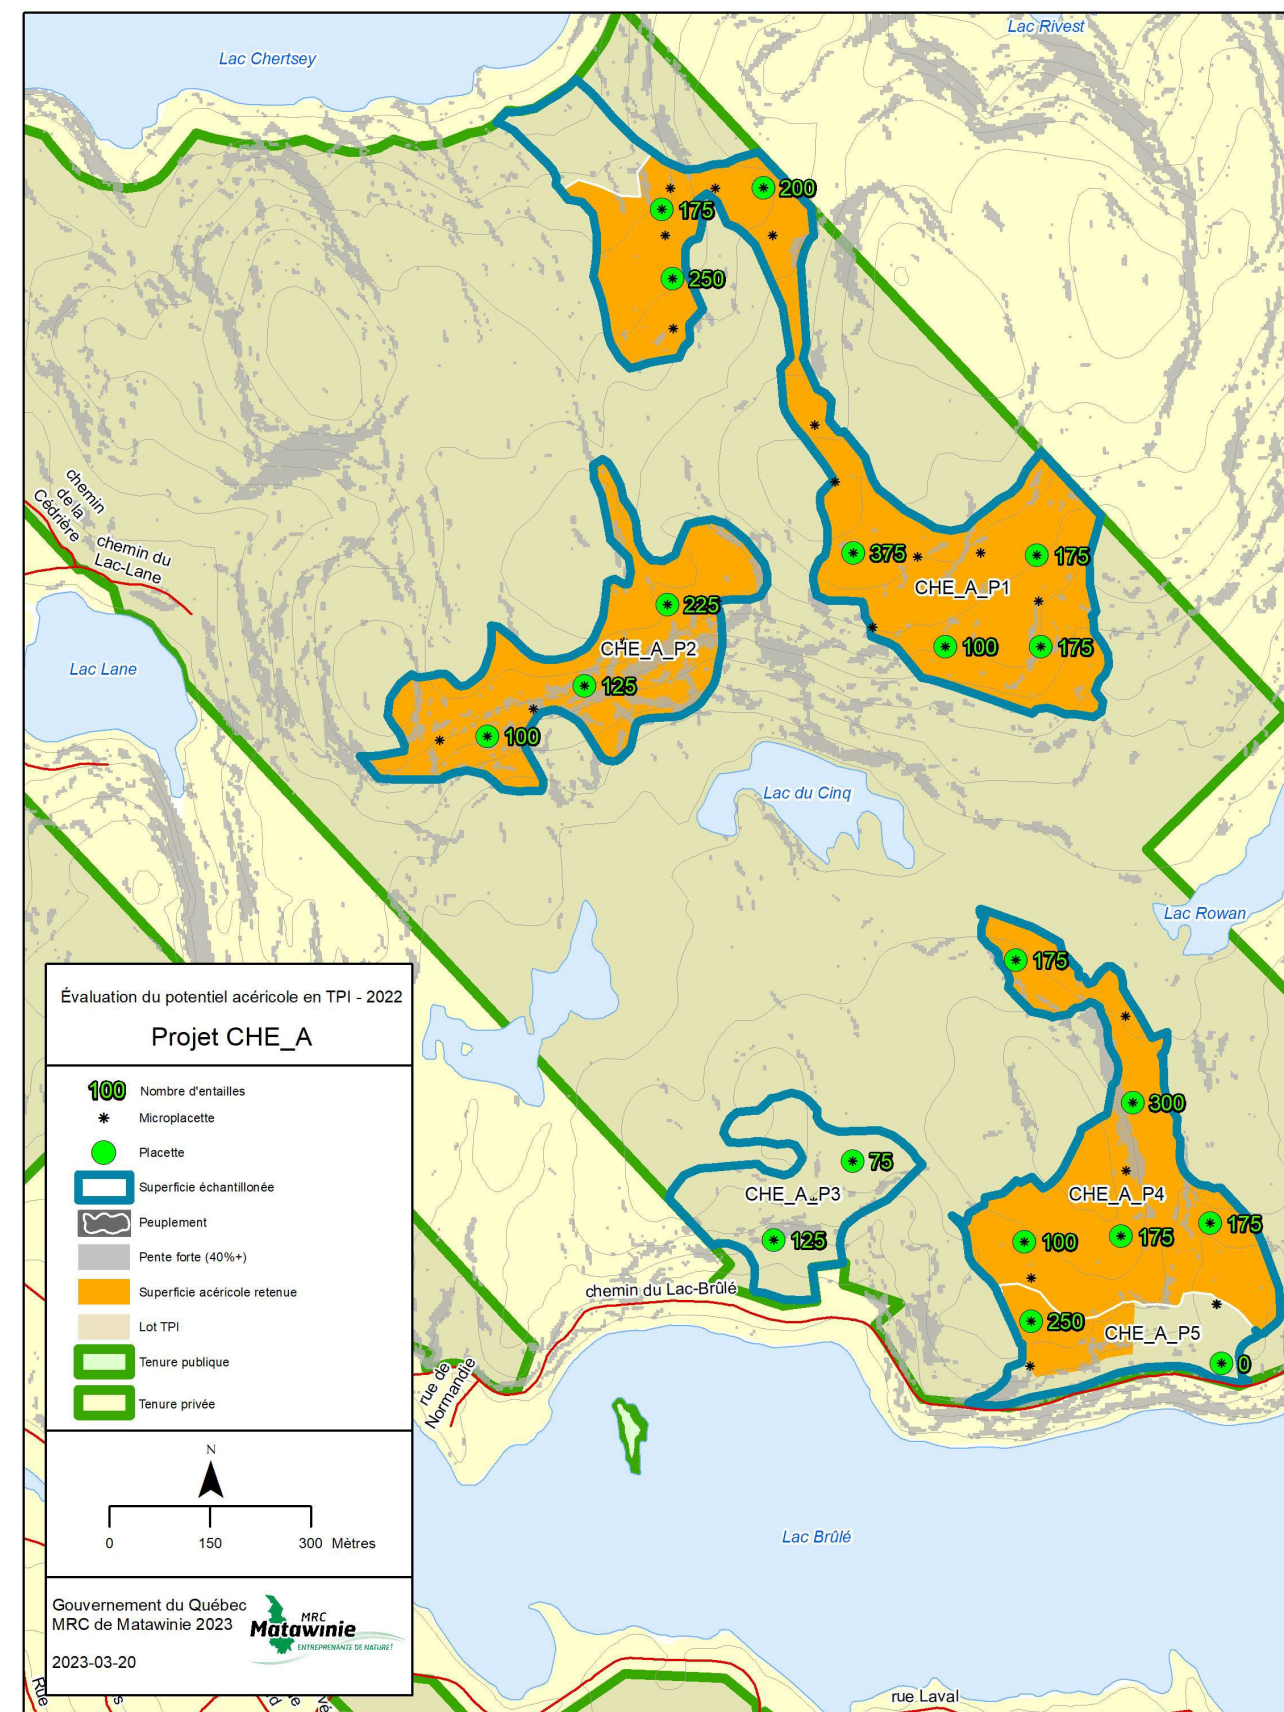 Lac Chertsey
Lac Rivest
200
175
250
chemin
de la
Cédrière
chemin du
Lac-Lane
375
175
CHE_A_P1
225
CHE_A_P2
100
175
Lac Lane
125
100
Lac du Cinq
Lac Rowan
175
300
75
CHE_A_P3
CHE_A_P4
125
100
175
175
chemin du Lac-Brûlé
250
CHE_A_P5
0
rue de
Normandie
Lac Brûlé
rue Laval
Évaluation du potentiel acéricole en TPI - 2022
Projet CHE_A
100 Nombre d'entailles
Microplacette
Placette
Superficie échantillonée
Peuplement
Pente forte (40%+)
Superficie acéricole retenue
Lot TPI
Tenure publique
Tenure privée
N
0 150 300 Mètres
Gouvernement du Québec
MRC de Matawinie 2023
MRC
Matawinie
ENTREPRENANTE DE NATURE!
2023-03-20